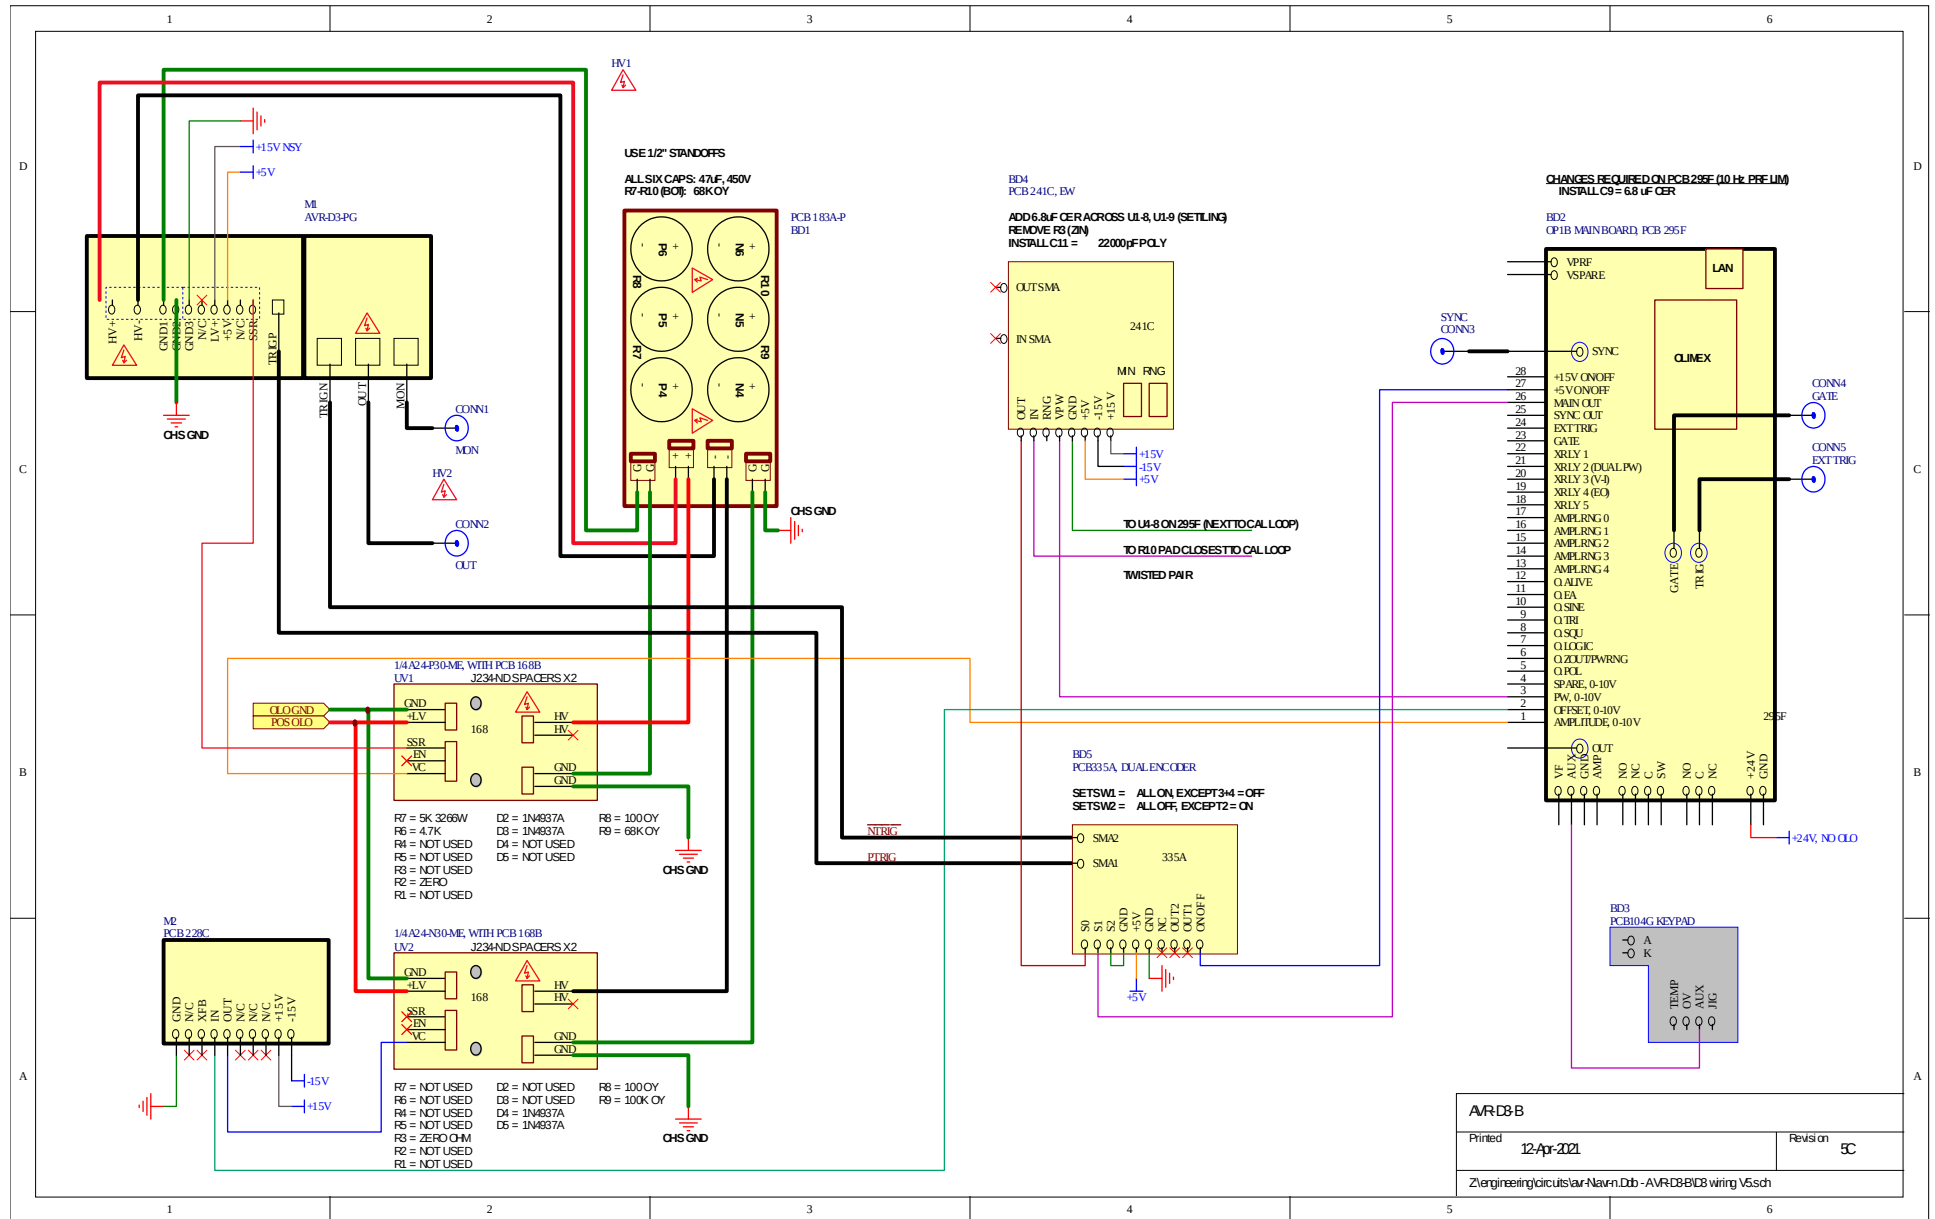 1 2 3 4 5 6
D
C
B
A
HV1
+15V NSY
+5V
M1
AVR-D3-PG
HV+
HV-
GND1
GND2
GND3
N/C
LV+
+5V
N/C
SSR
TRIGP
TRIGN
OUT
MON
CHS GND
CONN1
MON
HV2
CONN2
OUT
USE 1/2" STANDOFFS
ALL SIX CAPS: 47uF, 450V
R7-R10 (BOT): 68K OY
PCB 183A-P
BD1
P6
N6
R8
R10
P5
N5
R7
R9
P4
N4
G G
+ +
- -
G G
CHS GND
BD4
PCB 241C, EW
ADD 6.8uF CER ACROSS U1-8, U1-9 (SETTLING)
REMOVE R3 (ZIN)
INSTALL C11 = 22000pF POLY
OUT SMA
241C
IN SMA
MIN RNG
OUT
IN
RNG
VPW
GND
+5V
-15V
+15V
+15V
-15V
+5V
TO U4-8 ON 295F (NEXT TO CAL LOOP)
TO R10 PAD CLOSEST TO CAL LOOP
TWISTED PAIR
CHANGES REQUIRED ON PCB 295F (10 Hz PRF LIM)
INSTALL C9 = 6.8 uF CER
BD2
OP1B MAIN BOARD, PCB 295F
VPRF
VSPARE
LAN
OLIMEX
SYNC
CONN3
SYNC
28 +15V ON/OFF
27 +5V ON/OFF
26 MAIN OUT
25 SYNC OUT
24 EXT TRIG
23 GATE
22 XRLY 1
21 XRLY 2 (DUAL PW)
20 XRLY 3 (V-I)
19 XRLY 4 (EO)
18 XRLY 5
17 AMPL RNG 0
16 AMPL RNG 1
15 AMPL RNG 2
14 AMPL RNG 3
13 AMPL RNG 4
12 O.ALIVE
11 O.EA
10 O.SINE
9 O.TRI
8 O.SQU
7 O.LOGIC
6 O.ZOUT/PWRNG
5 O.POL
4 SPARE, 0-10V
3 PW, 0-10V
2 OFFSET, 0-10V
1 AMPLITUDE, 0-10V
295F
OUT
GATE
TRIG
CONN4
GATE
CONN5
EXT TRIG
VF
AUX
GND
AMP
NO
NC
C
SW
NO
C
NC
+24V
GND
+24V, NO OLO
1/4A24-P30-ME, WITH PCB 168B
UV1
J234-ND SPACERS X2
OLO GND
POS OLO
GND
+LV
168
SSR
EN
VC
HV
HV
GND
GND
R7 = 5K 3266W D2 = 1N4937A R8 = 100 OY
R6 = 4.7K D3 = 1N4937A R9 = 68K OY
R4 = NOT USED D4 = NOT USED
R5 = NOT USED D5 = NOT USED
R3 = NOT USED
R2 = ZERO
R1 = NOT USED
CHS GND
BD5
PCB335A, DUAL ENCODER
SET SW1 = ALL ON, EXCEPT 3+4 = OFF
SET SW2 = ALL OFF, EXCEPT 2 = ON
NTRIG
PTRIG
SMA2
335A
SMA1
S0
S1
S2
GND
+5V
GND
NC
OUT2
OUT1
ON/OFF
+5V
M2
PCB 228C
GND
N/C
XFB
IN
OUT
N/C
N/C
N/C
+15V
-15V
-15V
+15V
1/4A24-N30-ME, WITH PCB 168B
UV2
J234-ND SPACERS X2
GND
+LV
168
SSR
EN
VC
HV
HV
GND
GND
R7 = NOT USED D2 = NOT USED R8 = 100 OY
R6 = NOT USED D3 = NOT USED R9 = 100K OY
R4 = NOT USED D4 = 1N4937A
R5 = NOT USED D5 = 1N4937A
R3 = ZERO OHM
R2 = NOT USED
R1 = NOT USED
CHS GND
BD3
PCB104G KEYPAD
A
K
TEMP
OV
AUX
JIG
AVR-D3-B
Printed 12-Apr-2021
Revision 5C
Z:\engineering\circuits\avr-N\avr-n.Ddb - AVR-D3-B\D3 wiring V5.sch
1 2 3 4 5 6
D
C
B
A